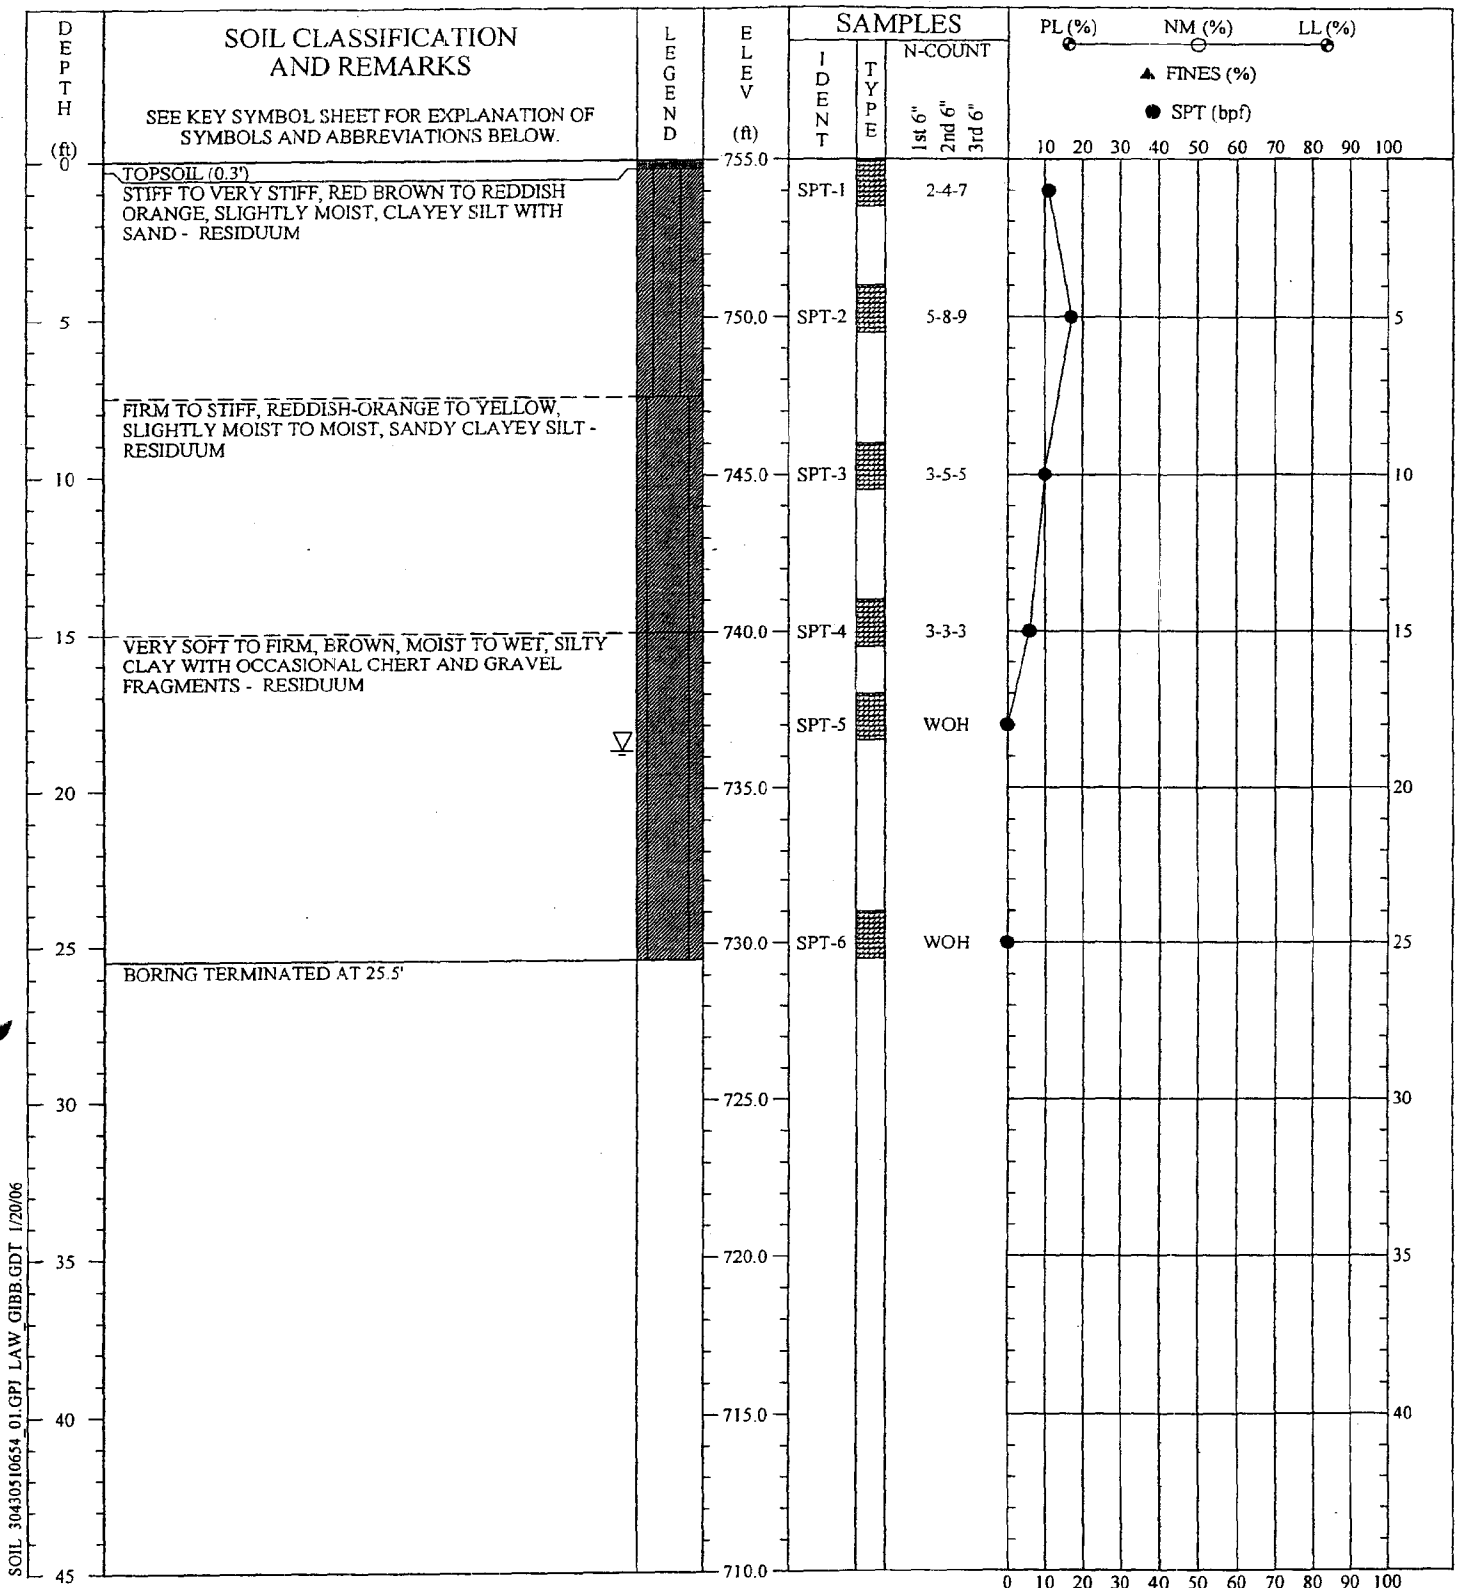 DEPTH
(ft)
SOIL CLASSIFICATION
AND REMARKS
SEE KEY SYMBOL SHEET FOR EXPLANATION OF
SYMBOLS AND ABBREVIATIONS BELOW.
LEGEND
ELEV
(ft)
SAMPLES
IDENT
TYPE
N-COUNT
1st 6"
2nd 6"
3rd 6"
PL (%) NM (%) LL (%)
▲ FINES (%)
● SPT (bpf)
10 20 30 40 50 60 70 80 90 100
0
TOPSOIL (0.3')
755.0
STIFF TO VERY STIFF, RED BROWN TO REDDISH
ORANGE, SLIGHTLY MOIST, CLAYEY SILT WITH
SAND - RESIDUUM
SPT-1 2-4-7
5 750.0 SPT-2 5-8-9 5
FIRM TO STIFF, REDDISH-ORANGE TO YELLOW,
SLIGHTLY MOIST TO MOIST, SANDY CLAYEY SILT -
RESIDUUM
10 745.0 SPT-3 3-5-5 10
15 740.0 SPT-4 3-3-3 15
VERY SOFT TO FIRM, BROWN, MOIST TO WET, SILTY
CLAY WITH OCCASIONAL CHERT AND GRAVEL
FRAGMENTS - RESIDUUM
SPT-5 WOH
20 735.0 20
25 730.0 SPT-6 WOH 25
BORING TERMINATED AT 25.5'
30 725.0 30
35 720.0 35
40 715.0 40
45 710.0
0 10 20 30 40 50 60 70 80 90 100
SOIL 30430510654_01.GPJ LAW_GIBB.GDT 1/20/06